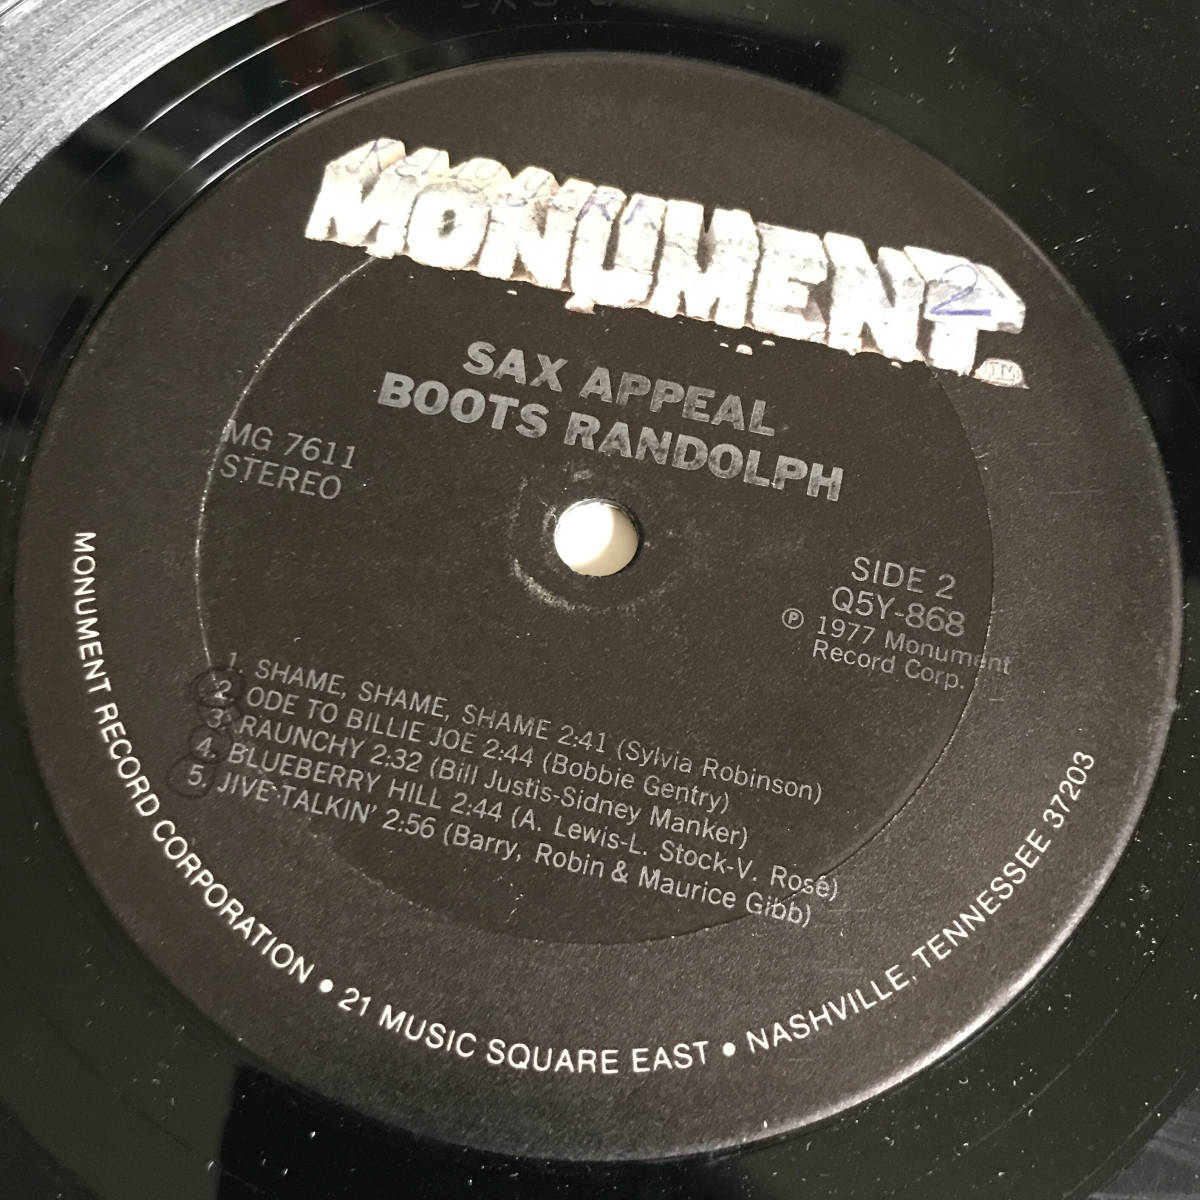 MONUMENT.
2
TM
SAX APPEAL
BOOTS RANDOLPH
MG 7611
STEREO
SIDE 2
Q5Y-868
℗ 1977 Monument
Record Corp.
1. SHAME, SHAME, SHAME 2:41 (Sylvia Robinson)
2. ODE TO BILLIE JOE 2:44 (Bobbie Gentry)
3. RAUNCHY 2:32 (Bill Justis-Sidney Manker)
4. BLUEBERRY HILL 2:44 (A. Lewis-L. Stock-V. Rose)
5. JIVE TALKIN' 2:56 (Barry, Robin & Maurice Gibb)
MONUMENT RECORD CORPORATION • 21 MUSIC SQUARE EAST • NASHVILLE, TENNESSEE 37203